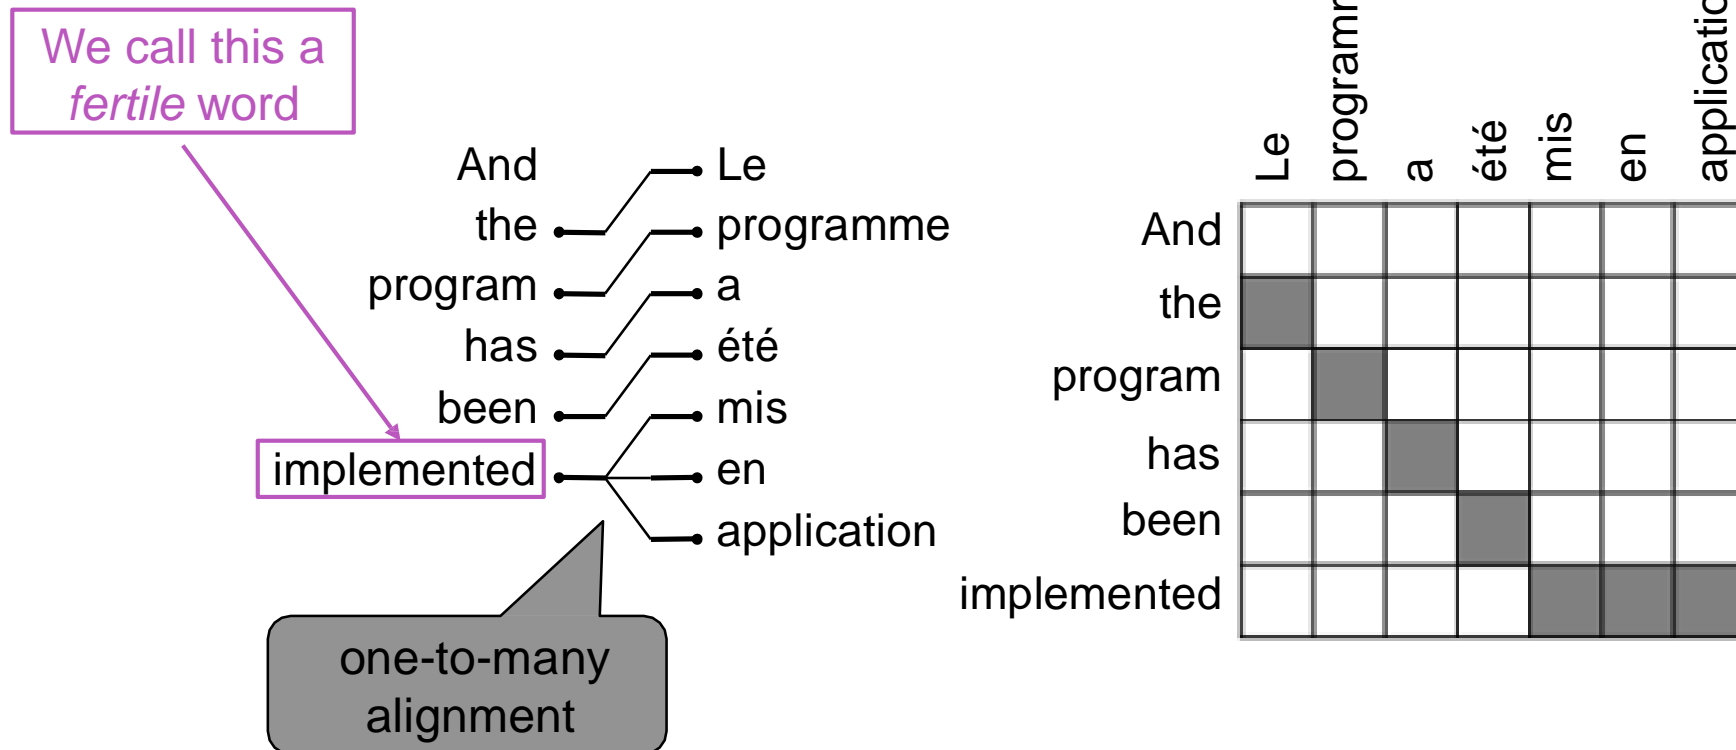 We call this a
fertile word
And
the
program
has
been
implemented
Le
programme
a
été
mis
en
application
one-to-many
alignment
Le
a
été
mis
en
And
the
program
has
been
implemented